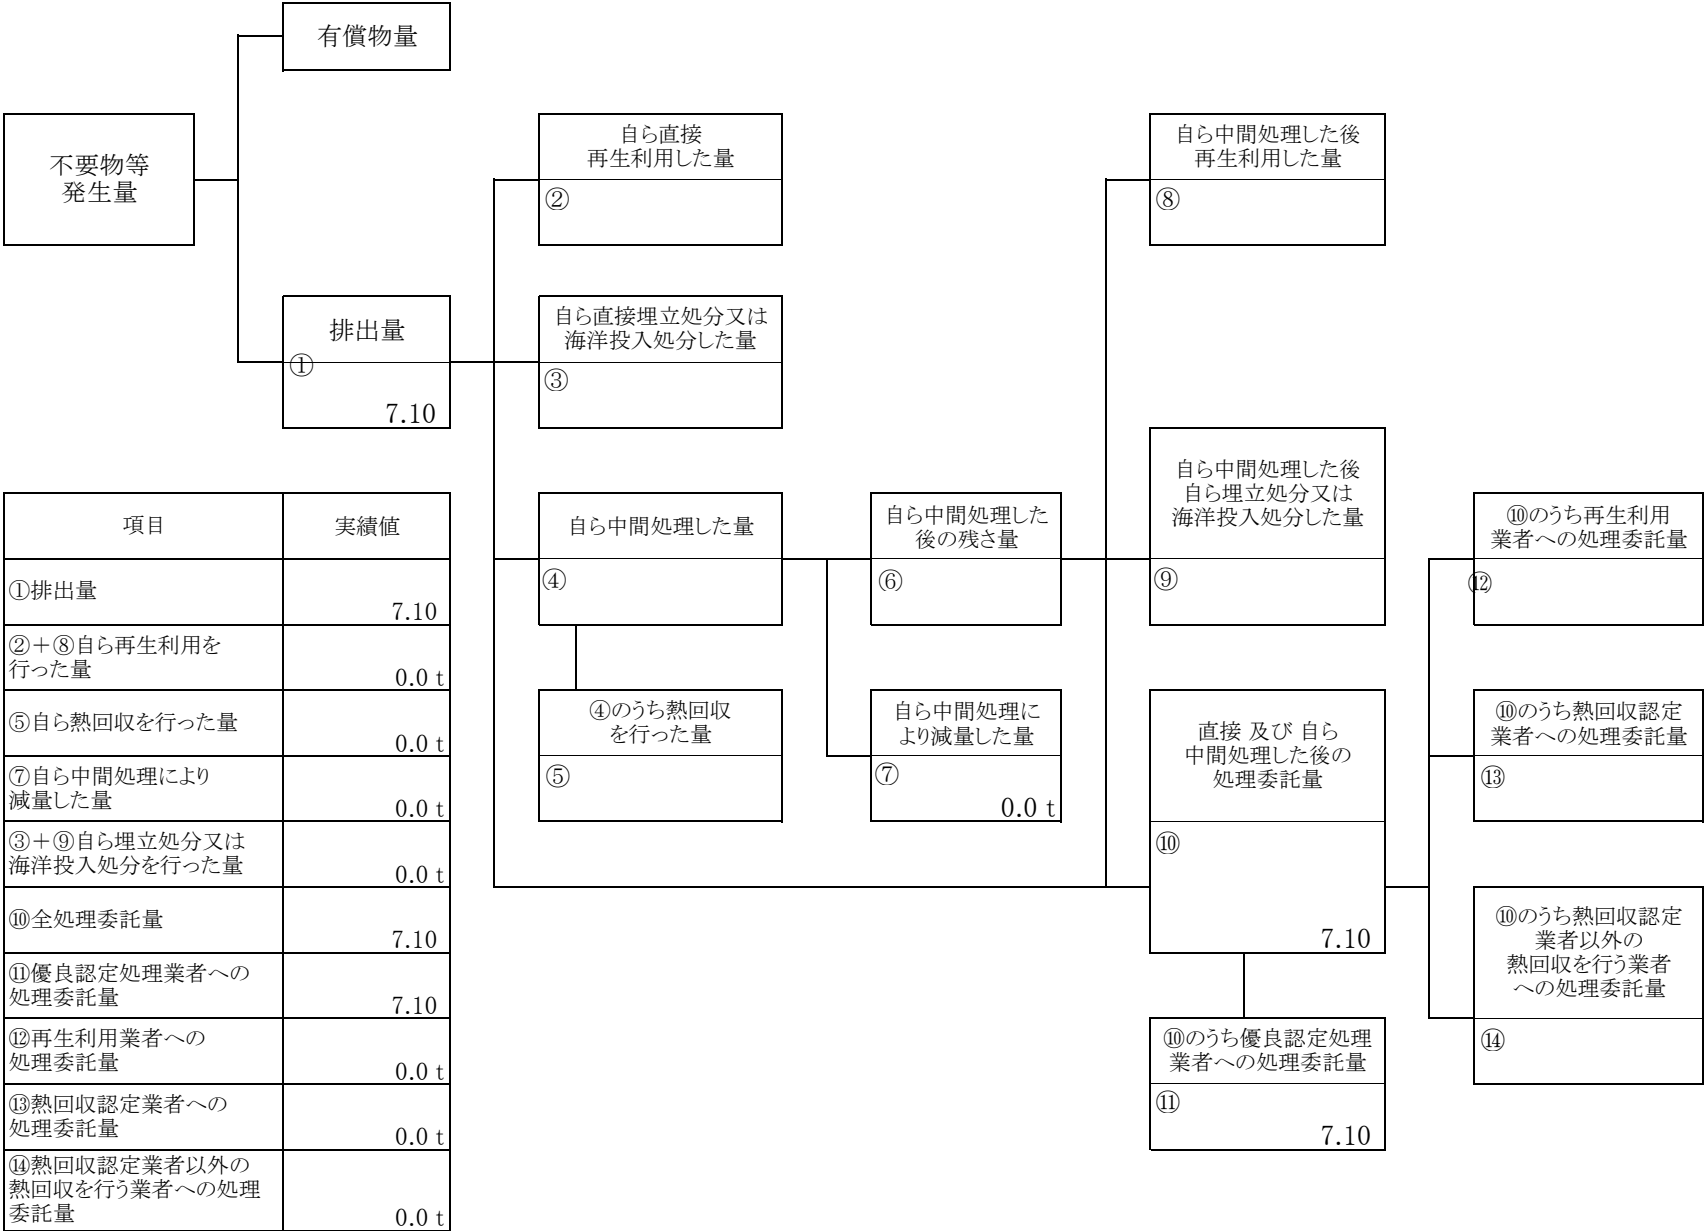 有償物量
不要物等
発生量
自ら直接
再生利用した量
②
自ら中間処理した後
再生利用した量
⑧
排出量
①
7.10
自ら直接埋立処分又は
海洋投入処分した量
③
自ら中間処理した量
④
自ら中間処理した
後の残さ量
⑥
自ら中間処理した後
自ら埋立処分又は
海洋投入処分した量
⑨
⑩のうち再生利用
業者への処理委託量
⑫
④のうち熱回収
を行った量
⑤
自ら中間処理に
より減量した量
⑦
0.0 t
直接 及び 自ら
中間処理した後の
処理委託量
⑩
7.10
⑩のうち熱回収認定
業者への処理委託量
⑬
⑩のうち熱回収認定
業者以外の
熱回収を行う業者
への処理委託量
⑭
⑩のうち優良認定処理
業者への処理委託量
⑪
7.10
項目
実績値
①排出量
7.10
②＋⑧自ら再生利用を
行った量
0.0 t
⑤自ら熱回収を行った量
0.0 t
⑦自ら中間処理により
減量した量
0.0 t
③＋⑨自ら埋立処分又は
海洋投入処分を行った量
0.0 t
⑩全処理委託量
7.10
⑪優良認定処理業者への
処理委託量
7.10
⑫再生利用業者への
処理委託量
0.0 t
⑬熱回収認定業者への
処理委託量
0.0 t
⑭熱回収認定業者以外の
熱回収を行う業者への処理
委託量
0.0 t